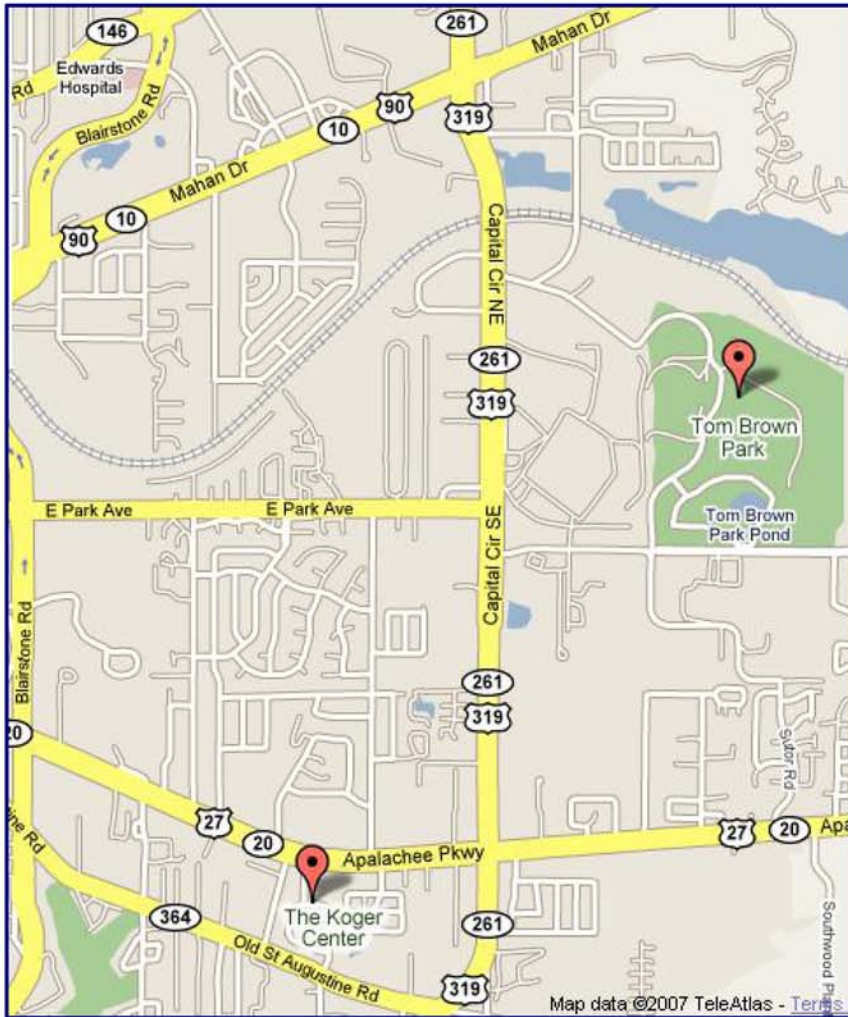 261
146
Mahan Dr
Edwards
Hospital
Rd
90
319
10
Blairstone Rd
Mahan Dr
10
90
Capital Cir NE
261
319
Tom Brown
Park
E Park Ave
E Park Ave
Tom Brown
Park Pond
Capital Cir SE
Blairstone Rd
261
319
20
Sutor Rd
27
20
27
20
Apa
Apalachee Pkwy
ine Rd
The Koger
Center
364
261
Old St Augustine Rd
319
Southwood P
Map data ©2007 TeleAtlas - Terms